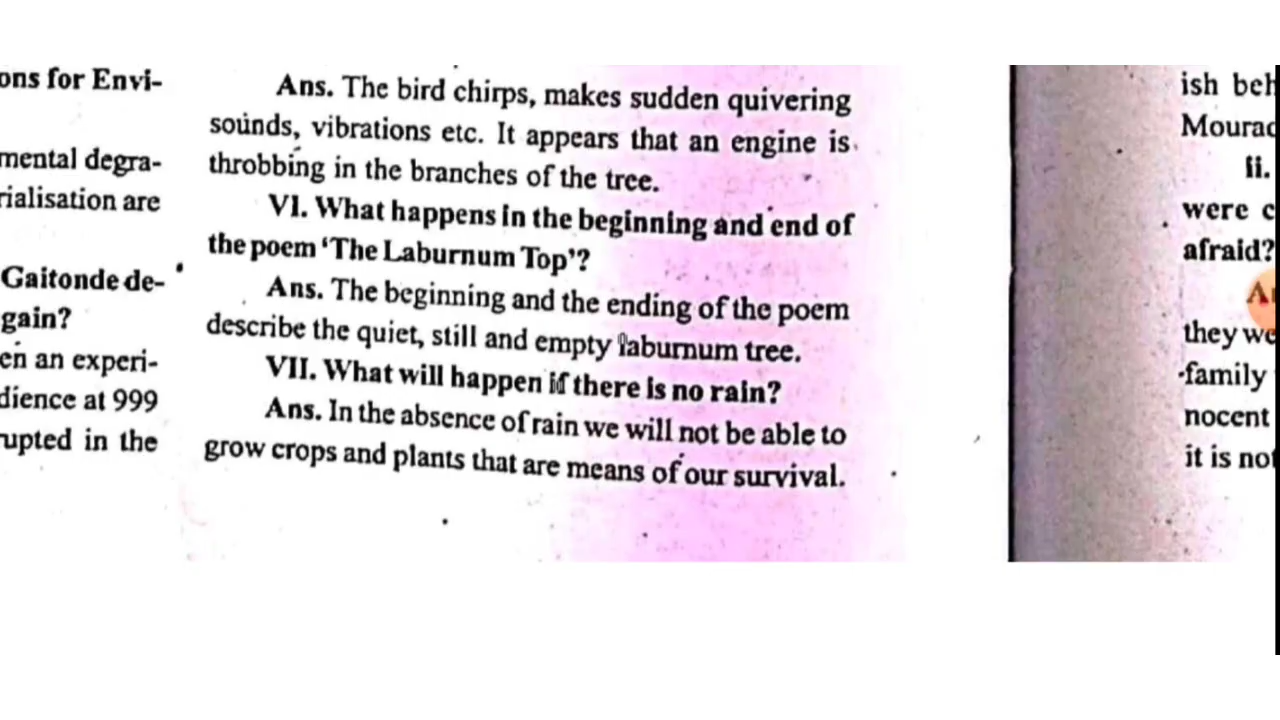 ons for Envi-
mental degra-
rialisation are
Gaitonde de-
gain?
en an experi-
dience at 999
rupted in the
Ans. The bird chirps, makes sudden quivering
sounds, vibrations etc. It appears that an engine is
throbbing in the branches of the tree.
VI. What happens in the beginning and end of
the poem ‘The Laburnum Top’?
Ans. The beginning and the ending of the poem
describe the quiet, still and empty laburnum tree.
VII. What will happen if there is no rain?
Ans. In the absence of rain we will not be able to
grow crops and plants that are means of our survival.
ish beh
Mourad
ii.
were c
afraid?
A
they we
family
nocent
it is not